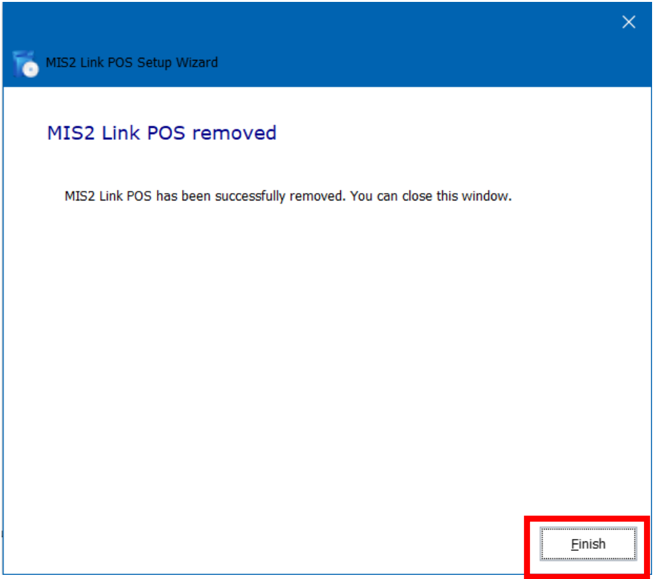 MIS2 Link POS Setup Wizard
MIS2 Link POS removed
MIS2 Link POS has been successfully removed. You can close this window.
Finish